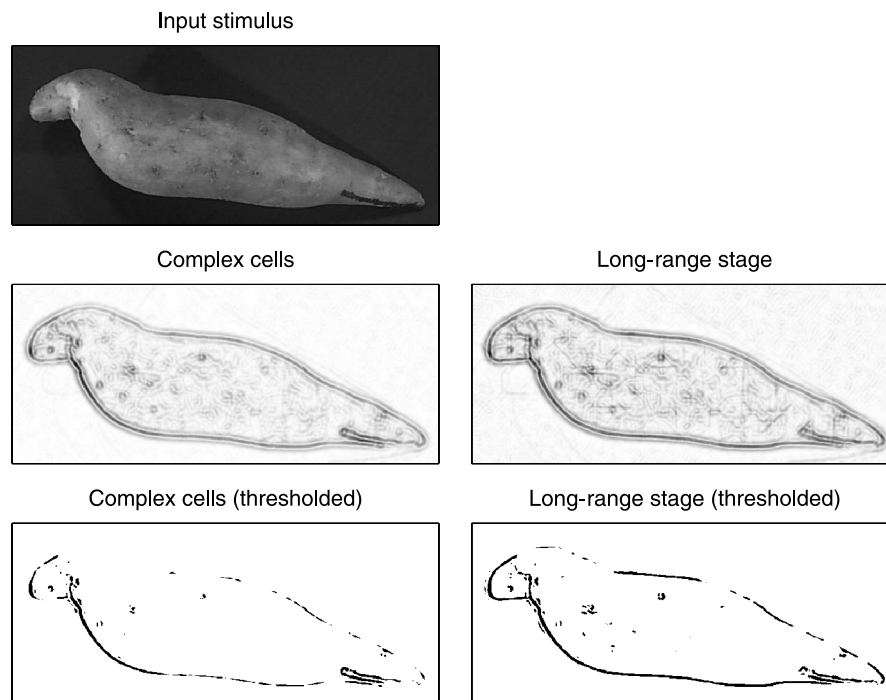 Input stimulus
Complex cells
Long-range stage
Complex cells (thresholded)
Long-range stage (thresholded)